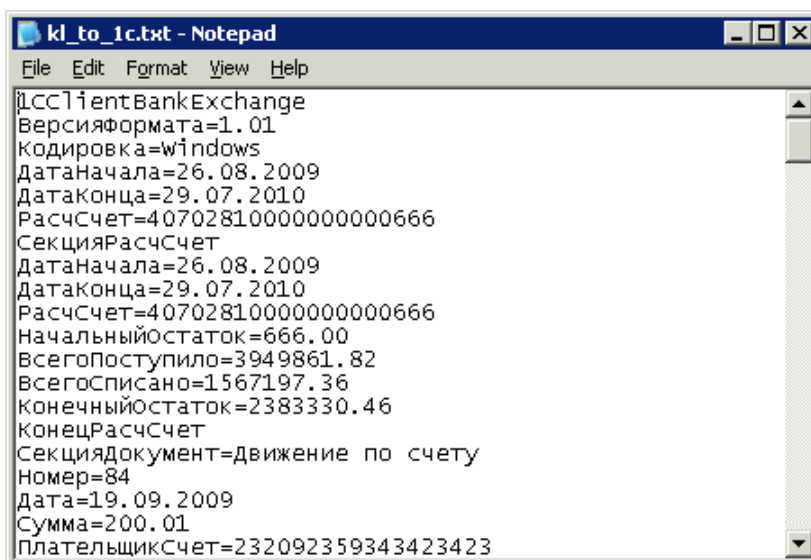 kl_to_1c.txt - Notepad
File Edit Format View Help
1CClientBankExchange
ВерсияФормата=1.01
Кодировка=Windows
ДатаНачала=26.08.2009
ДатаКонца=29.07.2010
РасчСчет=40702810000000000666
СекцияРасчСчет
ДатаНачала=26.08.2009
ДатаКонца=29.07.2010
РасчСчет=40702810000000000666
НачальныйОстаток=666.00
ВсегоПоступило=3949861.82
ВсегоСписано=1567197.36
КонечныйОстаток=2383330.46
КонецРасчСчет
СекцияДокумент=Движение по счету
Номер=84
Дата=19.09.2009
Сумма=200.01
ПлательщикСчет=232092359343423423